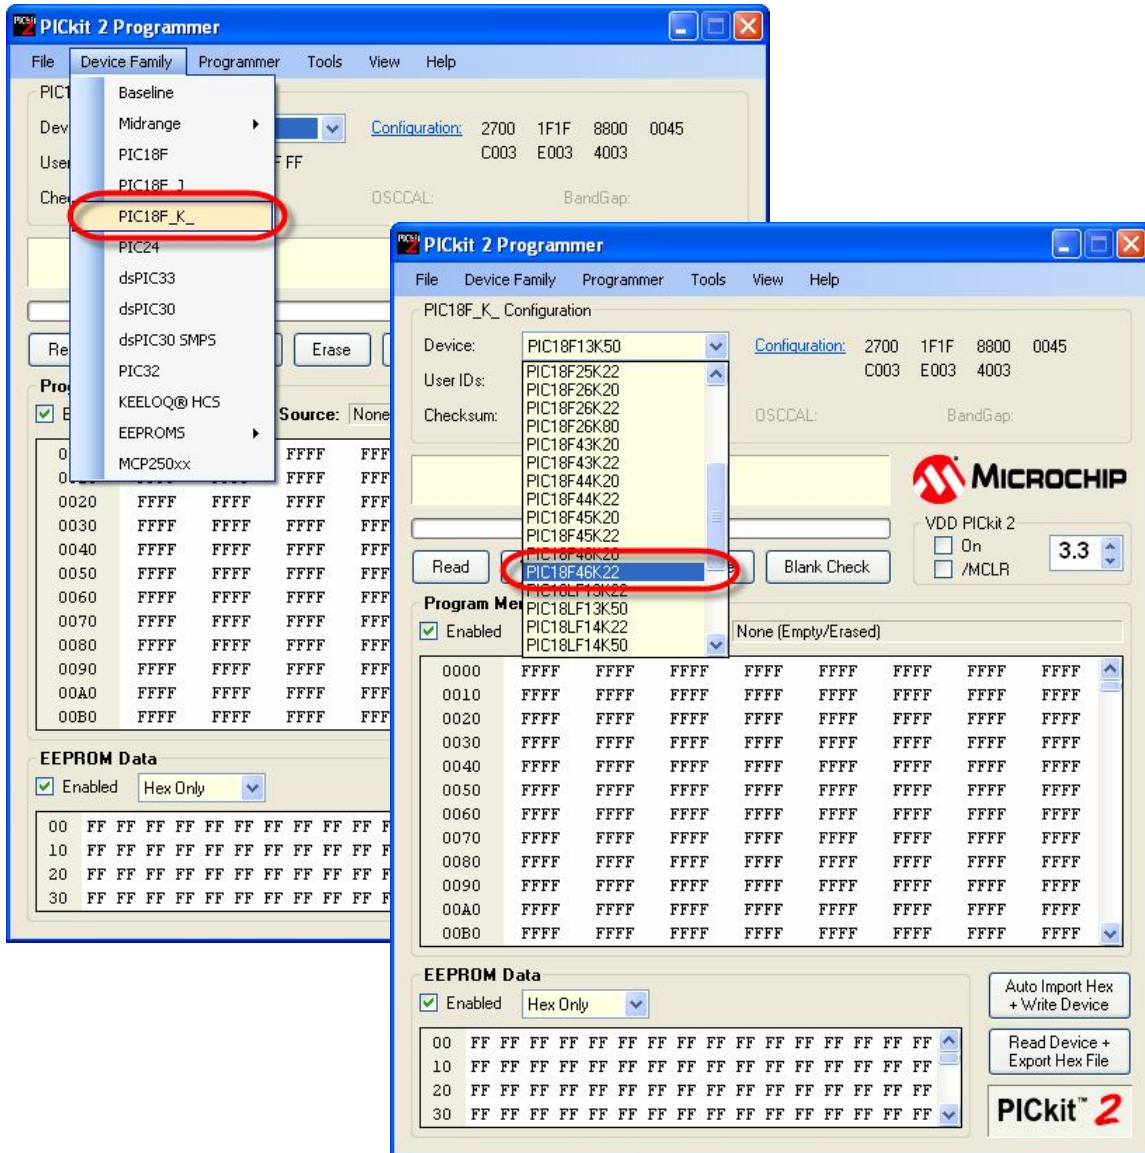 PICkit 2 Programmer
File Device Family Programmer Tools View Help
Baseline
Midrange
PIC18F
PIC18F_J_
PIC18F_K_
PIC24
dsPIC33
dsPIC30
dsPIC30 SMPS
PIC32
KEELOQ® HCS
EEPROMS
MCP250xx
Configuration: 2700 1F1F 8800 0045
C003 E003 4003
FF
OSCCAL: BandGap:
Erase
Source: None
FFFF
FFFF
0020 FFFF FFFF FFFF
0030 FFFF FFFF FFFF
0040 FFFF FFFF FFFF
0050 FFFF FFFF FFFF
0060 FFFF FFFF FFFF
0070 FFFF FFFF FFFF
0080 FFFF FFFF FFFF
0090 FFFF FFFF FFFF
00A0 FFFF FFFF FFFF
00B0 FFFF FFFF FFFF
EEPROM Data
Enabled Hex Only
00 FF FF FF FF FF FF FF FF FF FF
10 FF FF FF FF FF FF FF FF FF FF
20 FF FF FF FF FF FF FF FF FF FF
30 FF FF FF FF FF FF FF FF FF FF
PICkit 2 Programmer
File Device Family Programmer Tools View Help
PIC18F_K_ Configuration
Device: PIC18F13K50
User IDs:
Checksum:
PIC18F25K22
PIC18F26K20
PIC18F26K22
PIC18F26K80
PIC18F43K20
PIC18F43K22
PIC18F44K20
PIC18F44K22
PIC18F45K20
PIC18F45K22
PIC18F46K20
PIC18F46K22
PIC18LF13K22
PIC18LF13K50
PIC18LF14K22
PIC18LF14K50
Configuration: 2700 1F1F 8800 0045
C003 E003 4003
OSCCAL: BandGap:
MICROCHIP
VDD PICkit 2
On
/MCLR
3.3
Read Blank Check
Program
Enabled None (Empty/Erased)
0000 FFFF FFFF FFFF FFFF FFFF FFFF FFFF FFFF
0010 FFFF FFFF FFFF FFFF FFFF FFFF FFFF FFFF
0020 FFFF FFFF FFFF FFFF FFFF FFFF FFFF FFFF
0030 FFFF FFFF FFFF FFFF FFFF FFFF FFFF FFFF
0040 FFFF FFFF FFFF FFFF FFFF FFFF FFFF FFFF
0050 FFFF FFFF FFFF FFFF FFFF FFFF FFFF FFFF
0060 FFFF FFFF FFFF FFFF FFFF FFFF FFFF FFFF
0070 FFFF FFFF FFFF FFFF FFFF FFFF FFFF FFFF
0080 FFFF FFFF FFFF FFFF FFFF FFFF FFFF FFFF
0090 FFFF FFFF FFFF FFFF FFFF FFFF FFFF FFFF
00A0 FFFF FFFF FFFF FFFF FFFF FFFF FFFF FFFF
00B0 FFFF FFFF FFFF FFFF FFFF FFFF FFFF FFFF
EEPROM Data
Enabled Hex Only
00 FF FF FF FF FF FF FF FF FF FF FF FF FF FF FF FF
10 FF FF FF FF FF FF FF FF FF FF FF FF FF FF FF FF
20 FF FF FF FF FF FF FF FF FF FF FF FF FF FF FF FF
30 FF FF FF FF FF FF FF FF FF FF FF FF FF FF FF FF
Auto Import Hex
+ Write Device
Read Device +
Export Hex File
PICkit™ 2